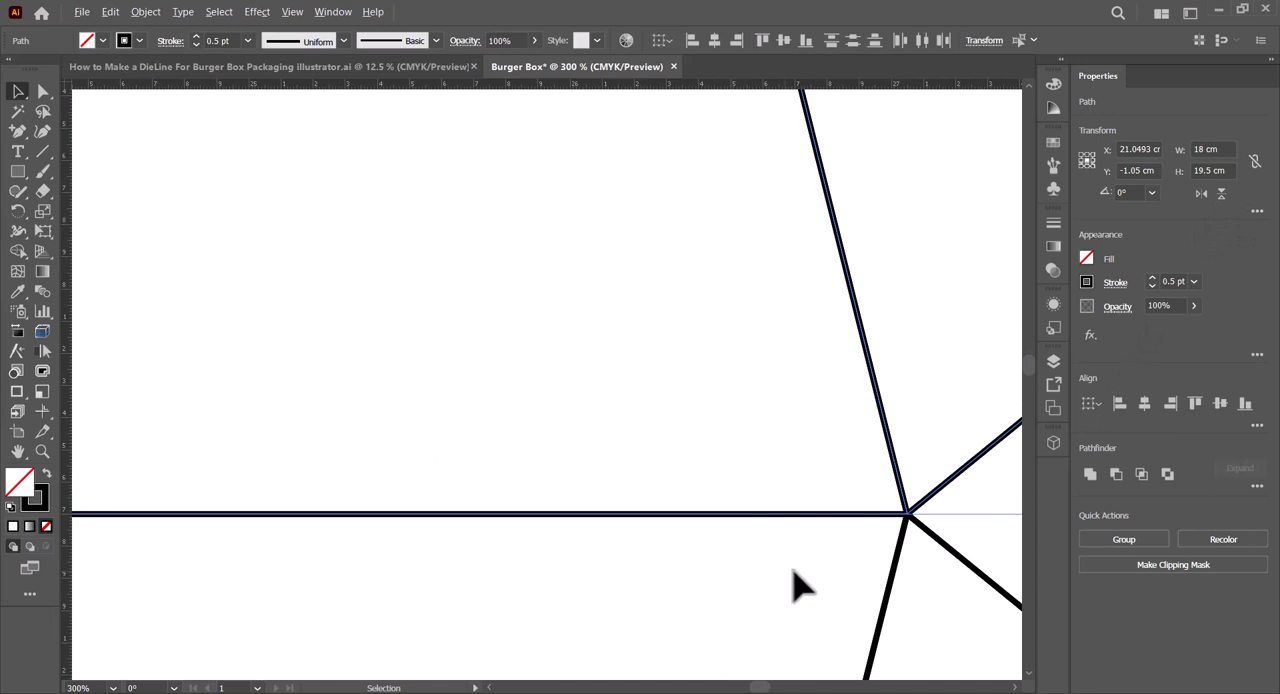 Ai File Edit Object Type Select Effect View Window Help
Path Stroke: 0.5 pt Uniform Basic Opacity: 100% Style: Transform
How to Make a DieLine For Burger Box Packaging illustrator.ai @ 12.5 % (CMYK/Preview) × Burger Box* @ 300 % (CMYK/Preview) ×
Properties
Path
Transform
X: 21.0493 cr W: 18 cm
Y: -1.05 cm H: 19.5 cm
0°
Appearance
Fill
Stroke 0.5 pt
Opacity 100%
fx.
Align
Pathfinder
Expand
Quick Actions
Group Recolor
Make Clipping Mask
300% 0° 1 Selection